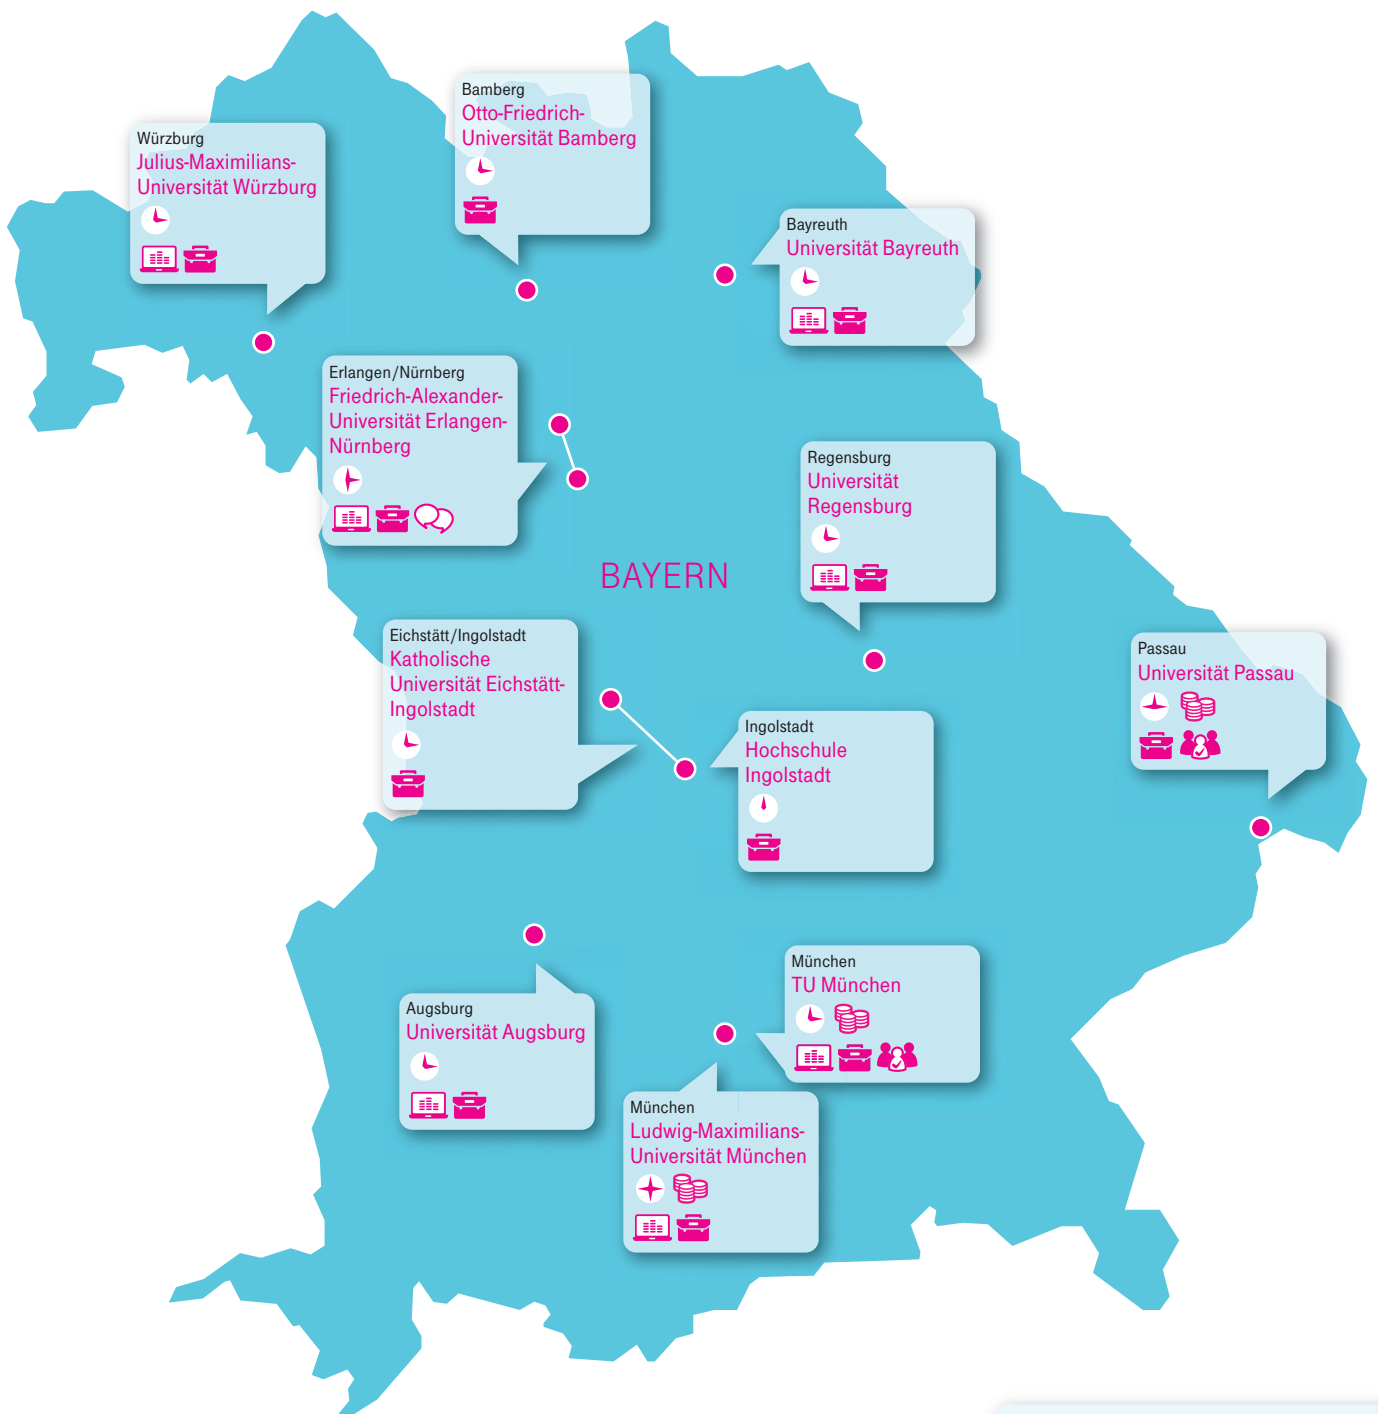 Bamberg
Otto-Friedrich-
Universität Bamberg
Würzburg
Julius-Maximilians-
Universität Würzburg
Bayreuth
Universität Bayreuth
Erlangen/Nürnberg
Friedrich-Alexander-
Universität Erlangen-
Nürnberg
Regensburg
Universität
Regensburg
BAYERN
Eichstätt/Ingolstadt
Katholische
Universität Eichstätt-
Ingolstadt
Passau
Universität Passau
Ingolstadt
Hochschule
Ingolstadt
München
TU München
Augsburg
Universität Augsburg
München
Ludwig-Maximilians-
Universität München